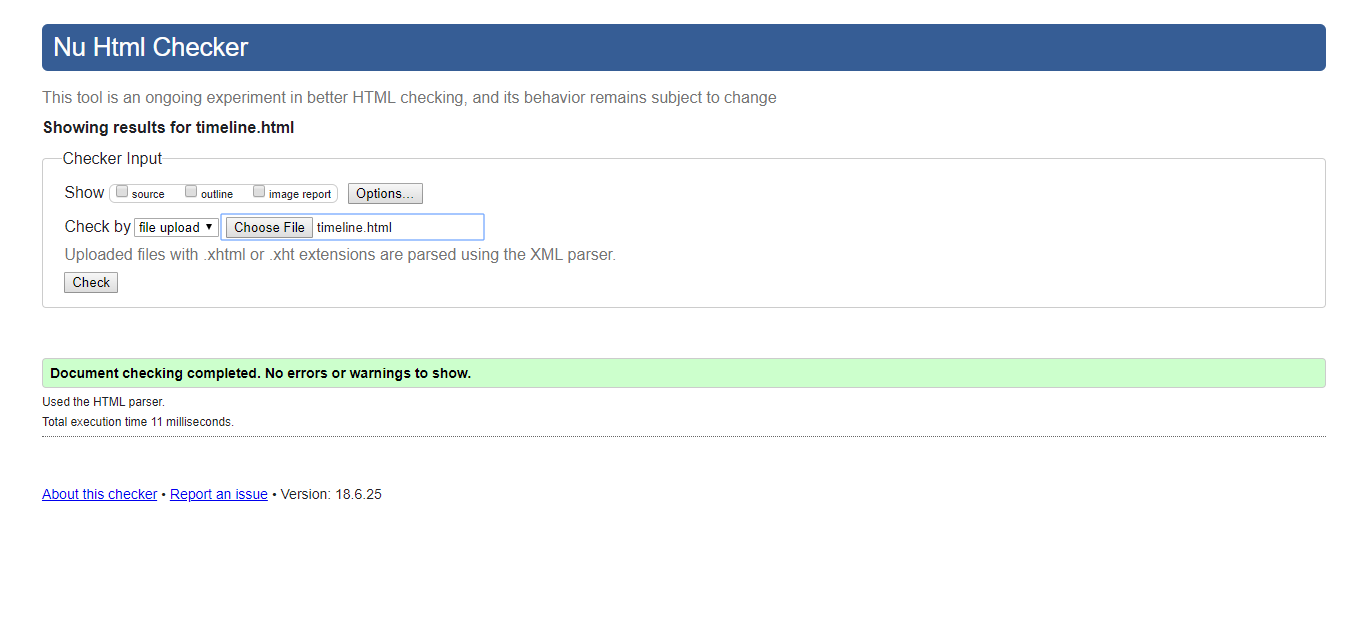 Nu Html Checker
This tool is an ongoing experiment in better HTML checking, and its behavior remains subject to change
Showing results for timeline.html
Checker Input
Show source outline image report Options...
Check by file upload ▼ Choose File timeline.html
Uploaded files with .xhtml or .xht extensions are parsed using the XML parser.
Check
Document checking completed. No errors or warnings to show.
Used the HTML parser.
Total execution time 11 milliseconds.
About this checker • Report an issue • Version: 18.6.25